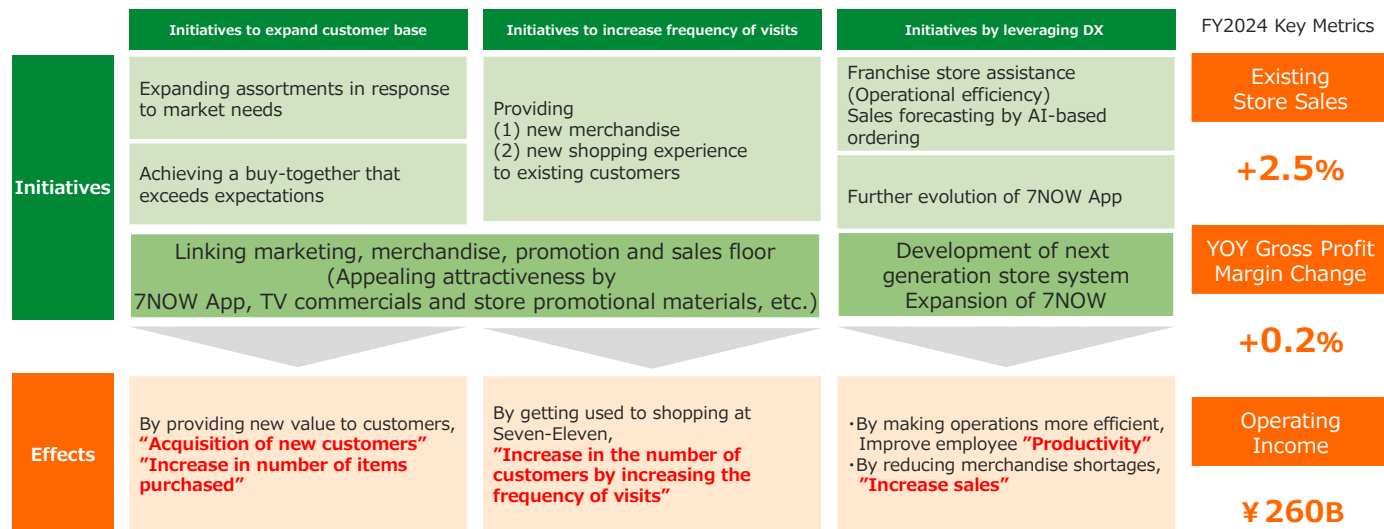 Initiatives to expand customer base
Initiatives to increase frequency of visits
Initiatives by leveraging DX
FY2024 Key Metrics
Initiatives
Expanding assortments in response
to market needs
Achieving a buy-together that
exceeds expectations
Providing
(1) new merchandise
(2) new shopping experience
to existing customers
Franchise store assistance
(Operational efficiency)
Sales forecasting by AI-based
ordering
Further evolution of 7NOW App
Linking marketing, merchandise, promotion and sales floor
(Appealing attractiveness by
7NOW App, TV commercials and store promotional materials, etc.)
Development of next
generation store system
Expansion of 7NOW
Existing
Store Sales
+2.5%
YOY Gross Profit
Margin Change
+0.2%
Effects
By providing new value to customers,
“Acquisition of new customers”
”Increase in number of items
purchased”
By getting used to shopping at
Seven-Eleven,
”Increase in the number of
customers by increasing the
frequency of visits”
・By making operations more efficient,
Improve employee ”Productivity”
・By reducing merchandise shortages,
”Increase sales”
Operating
Income
¥260B